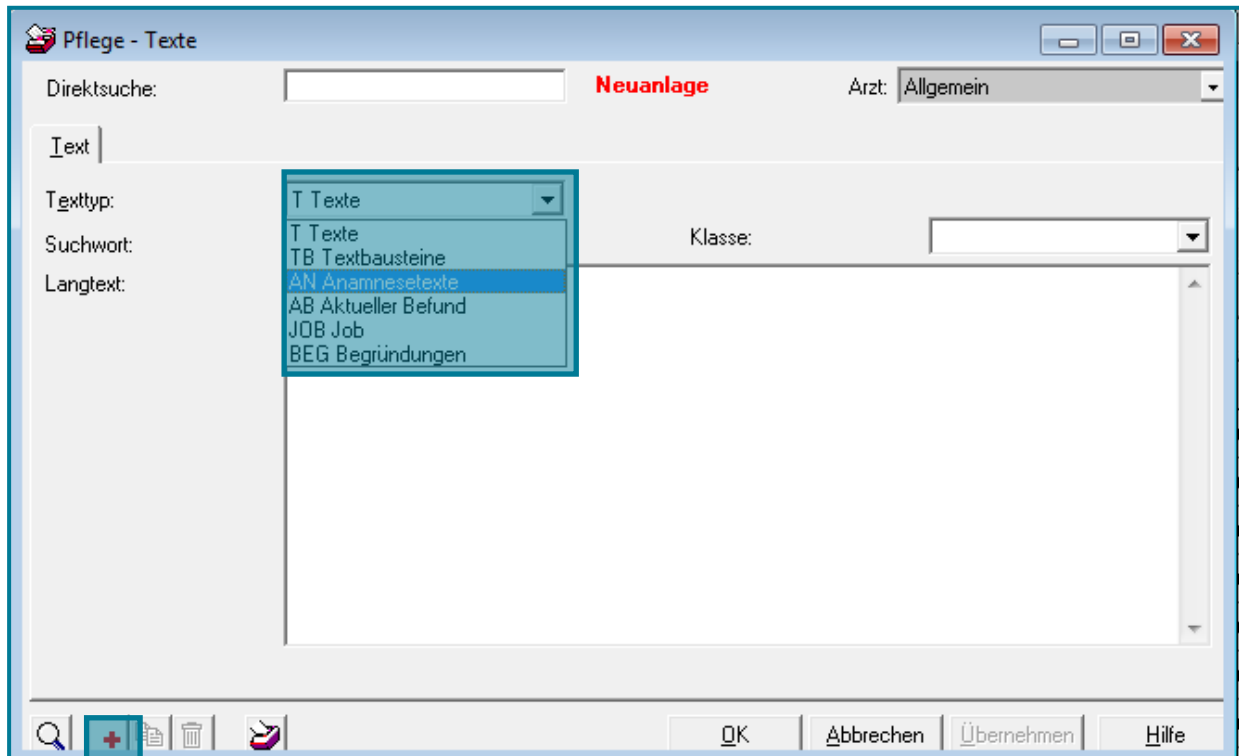 Pflege - Texte
Direktsuche: Neuanlage Arzt: Allgemein
Text
Texttyp: T Texte
T Texte
Suchwort: Klasse:
TB Textbausteine
Langtext: AN Anamnesetexte
AB Aktueller Befund
JOB Job
BEG Begründungen
OK Abbrechen Übernehmen Hilfe